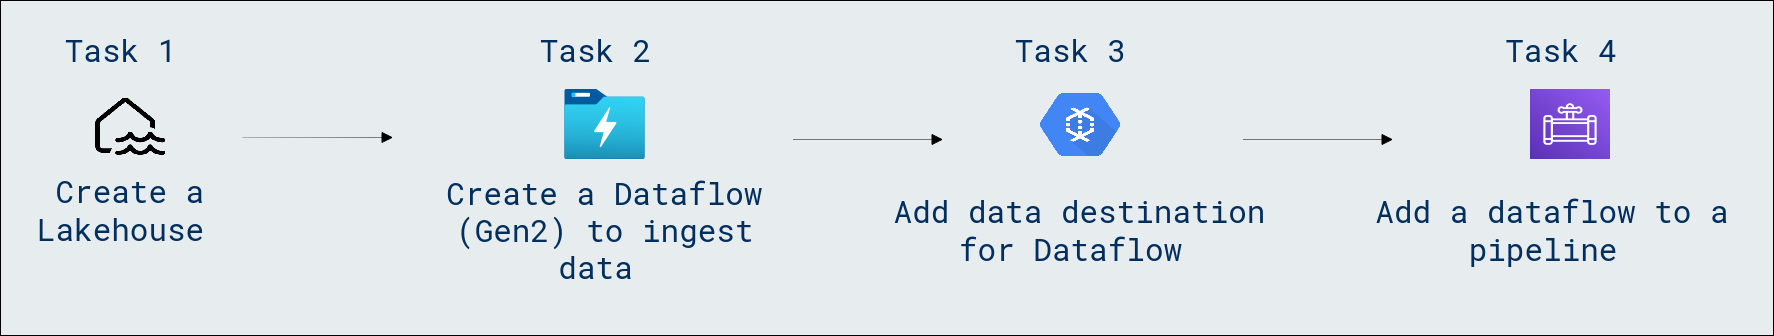 Task 1
Create a
Lakehouse
Task 2
Create a Dataflow
(Gen2) to ingest
data
Task 3
Add data destination
for Dataflow
Task 4
Add a dataflow to a
pipeline